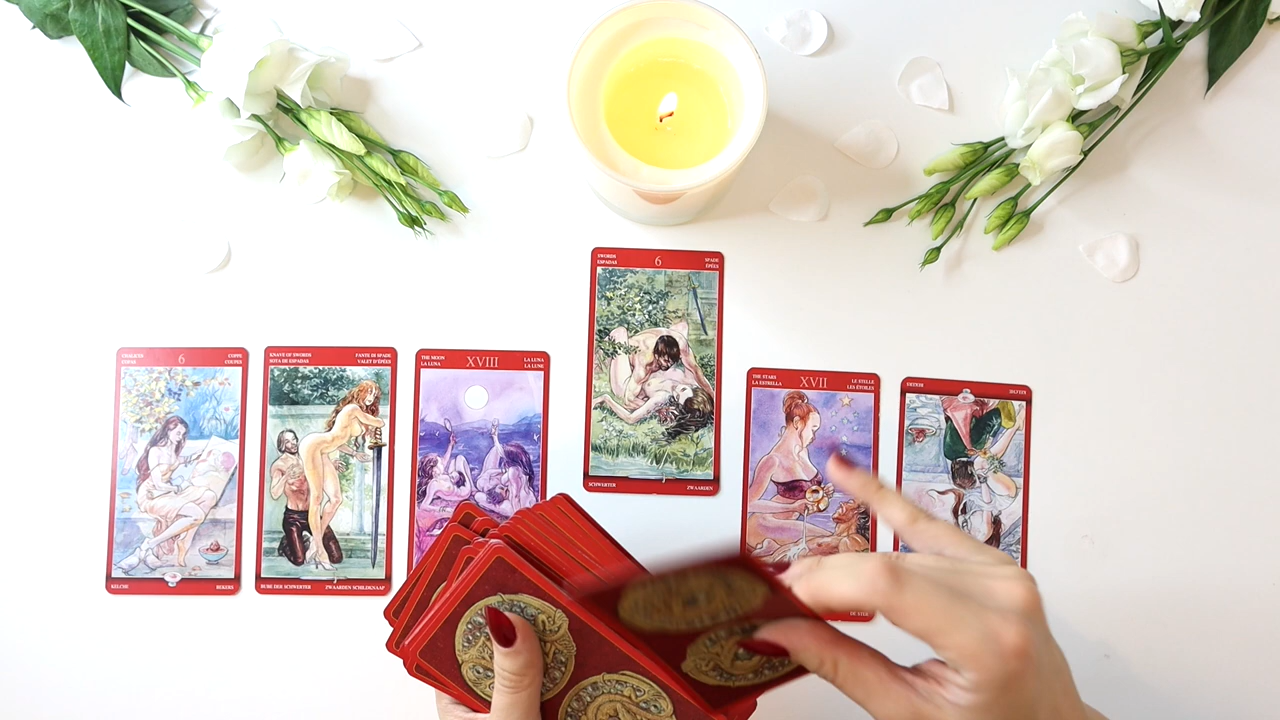 CHALICES
COPAS
6
COPPE
COUPES
KELCHE
BEKERS
KNAVE OF SWORDS
SOTA DE ESPADAS
FANTE DI SPADE
VALET D'ÉPÉES
BUBE DER SCHWERTER
ZWAARDEN SCHILDKNAAP
THE MOON
LA LUNA
XVIII
LA LUNA
LA LUNE
SWORDS
ESPADAS
6
SPADE
ÉPÉES
SCHWERTER
ZWAARDEN
THE STARS
LA ESTRELLA
XVII
LE STELLE
LES ÉTOILES